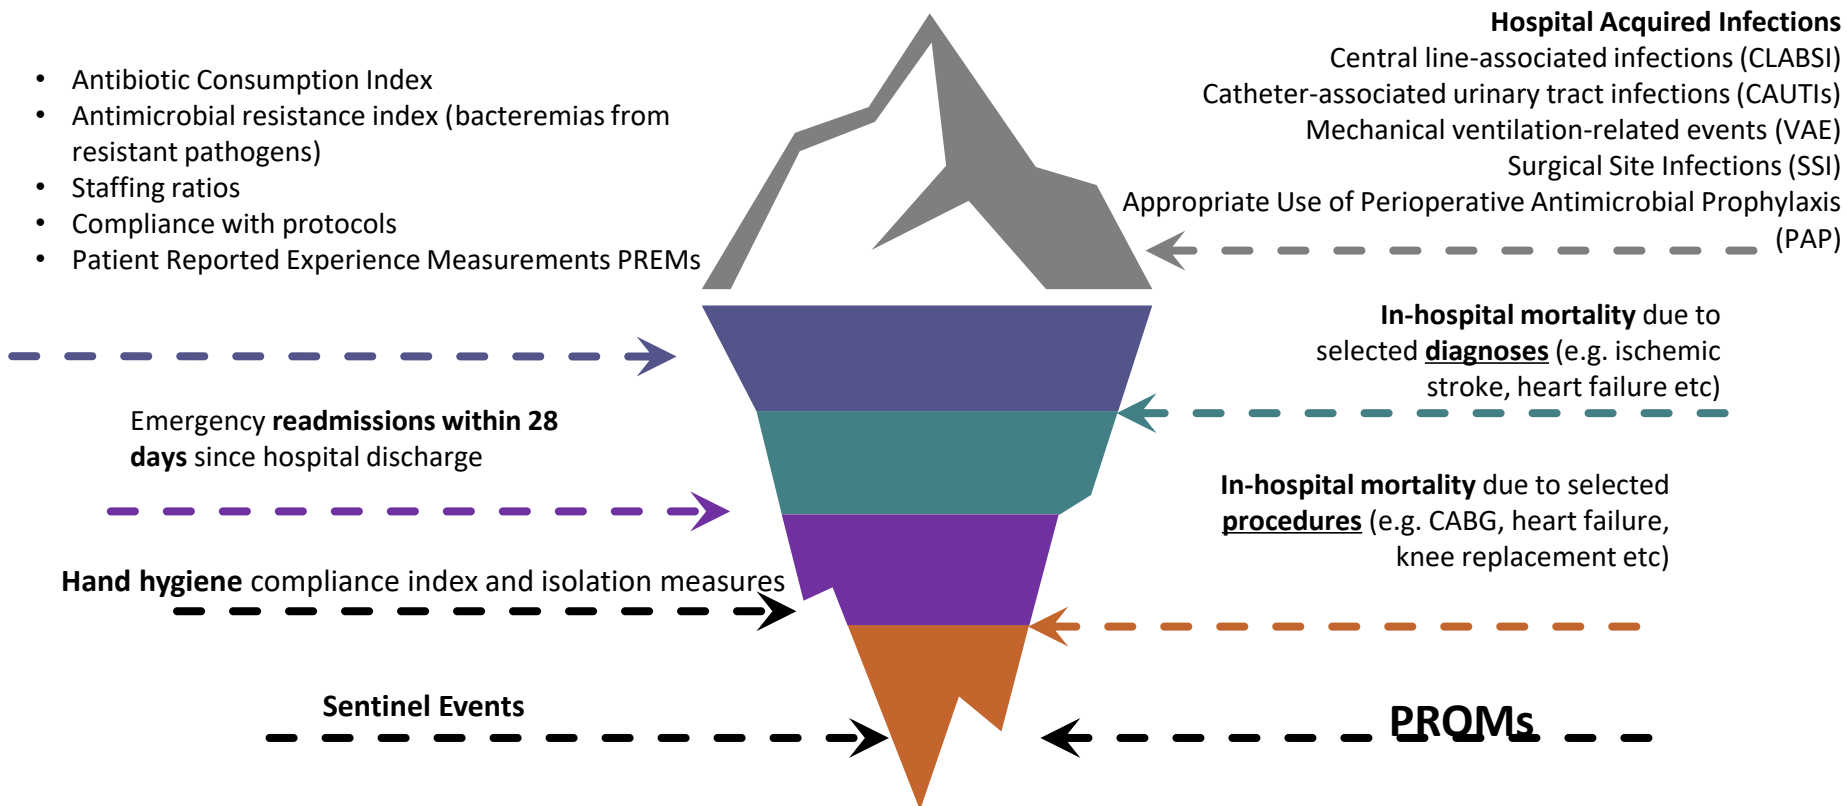 • Antibiotic Consumption Index
• Antimicrobial resistance index (bacteremias from
resistant pathogens)
• Staffing ratios
• Compliance with protocols
• Patient Reported Experience Measurements PREMs
Hospital Acquired Infections
Central line-associated infections (CLABSI)
Catheter-associated urinary tract infections (CAUTIs)
Mechanical ventilation-related events (VAE)
Surgical Site Infections (SSI)
Appropriate Use of Perioperative Antimicrobial Prophylaxis
(PAP)
In-hospital mortality due to
selected diagnoses (e.g. ischemic
stroke, heart failure etc)
Emergency readmissions within 28
days since hospital discharge
In-hospital mortality due to selected
procedures (e.g. CABG, heart failure,
knee replacement etc)
Hand hygiene compliance index and isolation measures
Sentinel Events
PROMs